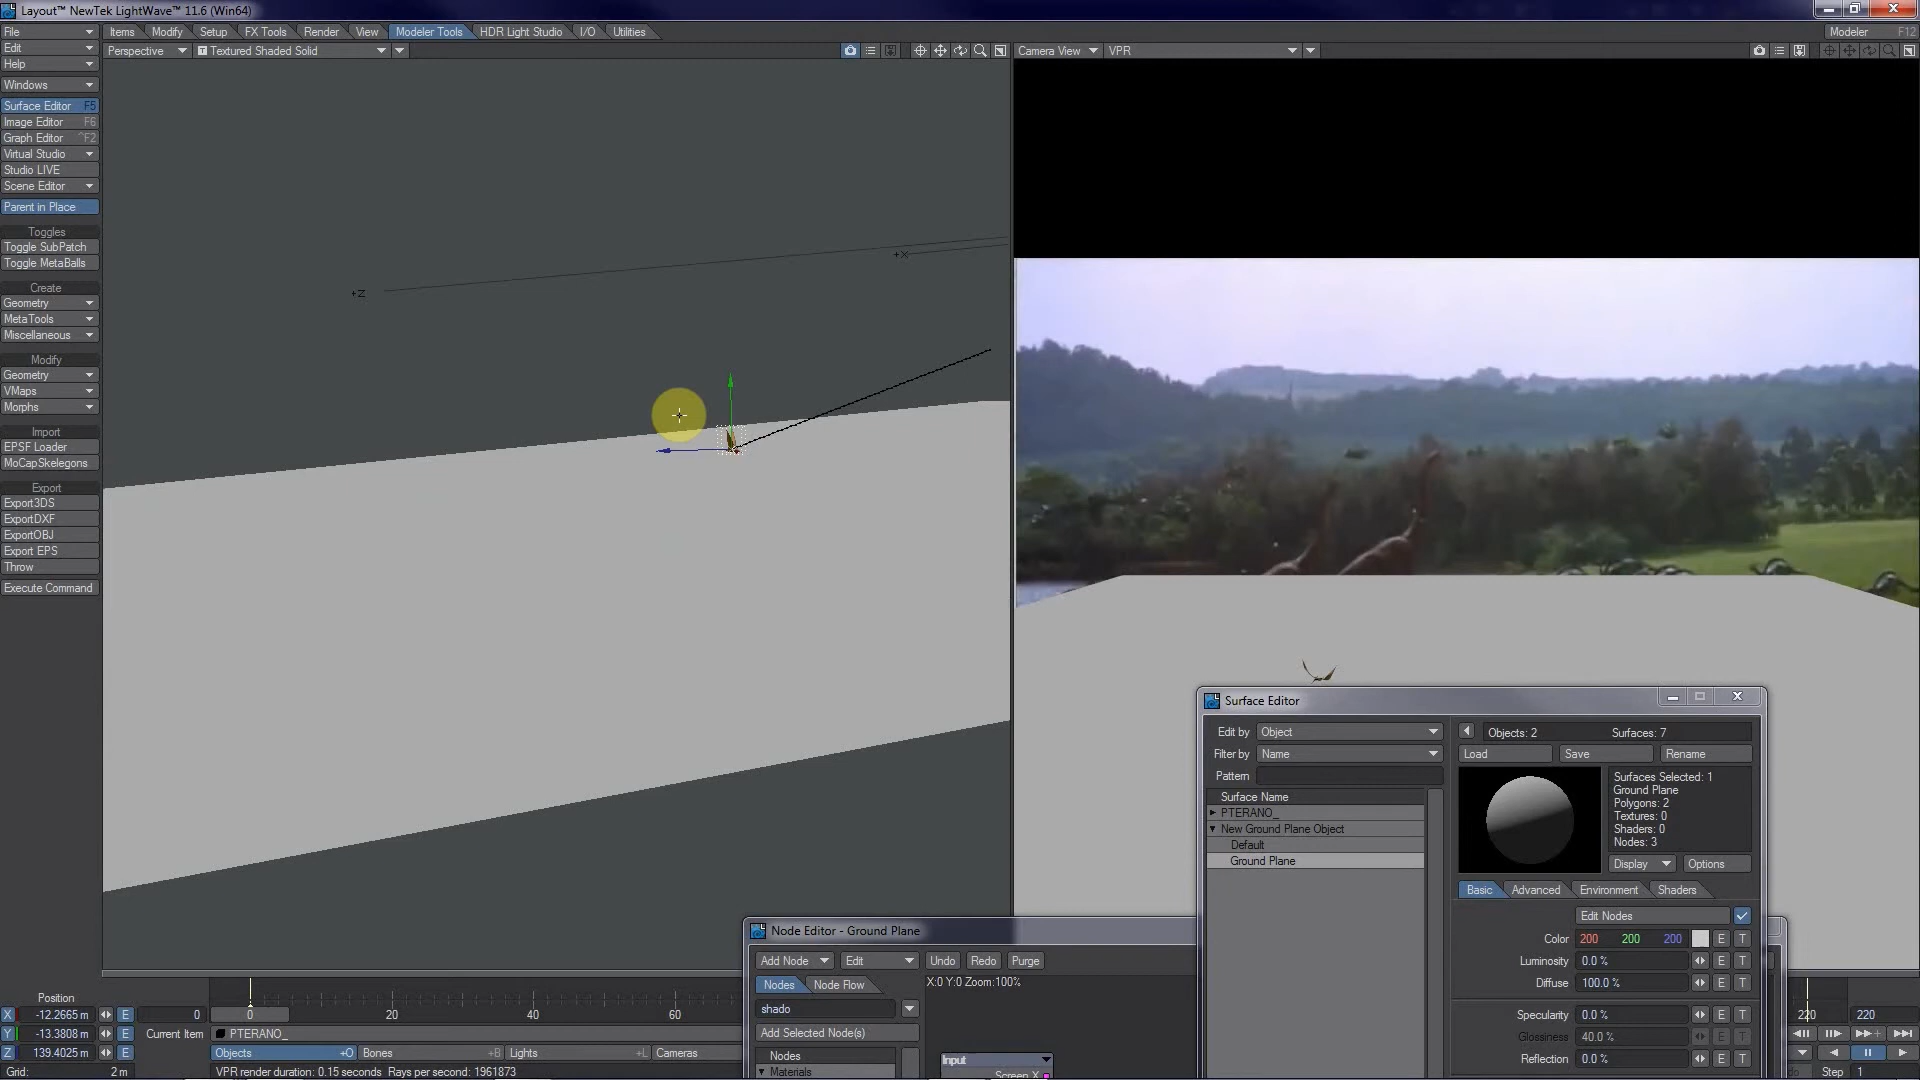 Layout™ NewTek LightWave™ 11.6 (Win64)
File
Items
Modify
Setup
FX Tools
Render
View
Modeler Tools
HDR Light Studio
I/O
Utilities
Modeler F12
Edit
Perspective
Textured Shaded Solid
Camera View
VPR
Help
Windows
Surface Editor F5
Image Editor F6
Graph Editor ^F2
Virtual Studio
Studio LIVE
Scene Editor
Parent in Place
Toggles
Toggle SubPatch
Toggle MetaBalls
Create
Geometry
MetaTools
Miscellaneous
Modify
Geometry
VMaps
Morphs
Import
EPSF Loader
MoCapSkelegons
Export
Export3DS
ExportDXF
ExportOBJ
Export EPS
Throw
Execute Command
+X
+Z
Surface Editor
Edit by Object
Filter by Name
Pattern
Surface Name
PTERANO_
New Ground Plane Object
Default
Ground Plane
Objects: 2 Surfaces: 7
Load
Save
Rename
Surfaces Selected: 1
Ground Plane
Polygons: 2
Textures: 0
Shaders: 0
Nodes: 3
Display
Options
Basic
Advanced
Environment
Shaders
Edit Nodes
Color 200 200 200 E T
Luminosity 0.0 % E T
Diffuse 100.0 % E T
Specularity 0.0 % E T
Glossiness 40.0 % E T
Reflection 0.0 % E T
Node Editor - Ground Plane
Add Node
Edit
Undo
Redo
Purge
Nodes
Node Flow
X:0 Y:0 Zoom:100%
shado
Add Selected Node(s)
Nodes
Materials
Input
Screen X
Position
X -12.2665 m E
Y -13.3808 m E
Z 139.4025 m E
Grid: 2 m
0
0
20
40
60
Current Item PTERANO_
Objects +O
Bones +B
Lights +L
Cameras
VPR render duration: 0.15 seconds Rays per second: 1961873
220
220
Step 1